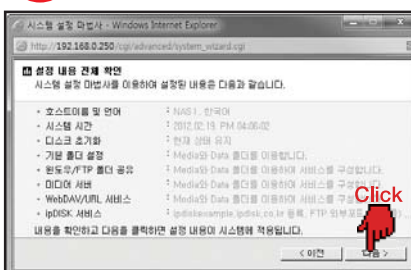 시스템 설정 마법사 - Windows Internet Explorer
http://192.168.0.250/cgi/advanced/system_wizard.cgi
설정 내용 전체 확인
시스템 설정 마법사를 이용하여 설정된 내용은 다음과 같습니다.
• 호스트이름 및 언어 : NAS1, 한국어
• 시스템 시간 : 2012.02.19, PM 04:06:02
• 디스크 초기화 : 현재 상태 유지
• 기본 폴더 설정 : Media와 Data 폴더를 이용합니다.
• 윈도우/FTP 폴더 공유 : Media와 Data 폴더를 이용하여 서비스를 구성합니다.
• 미디어 서버 : Media와 Data 폴더를 이용하여 서비스를 구성합니다.
• WebDAV/URL 서비스 : Media와 Data 폴더를 이용하여 서비스를 구성
• ipDISK 서비스 : ipdiskexample.ipdisk.co.kr 등록, FTP 외부포트
Click
내용을 확인하고 다음을 클릭하면 설정 내용이 시스템에 적용됩니다.
< 이전 다음 >